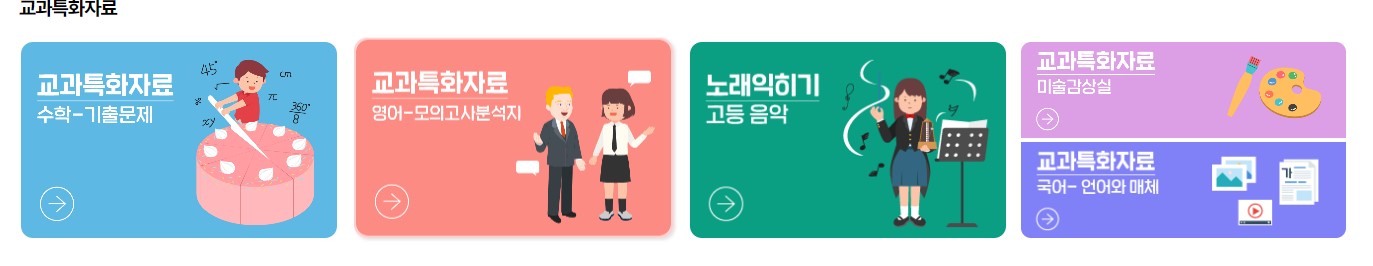 교과특화자료
교과특화자료
수학-기출문제
45°
5
π
%
xy
360°
8
교과특화자료
영어-모의고사분석지
노래익히기
고등 음악
교과특화자료
미술감상실
교과특화자료
국어- 언어와 매체
가